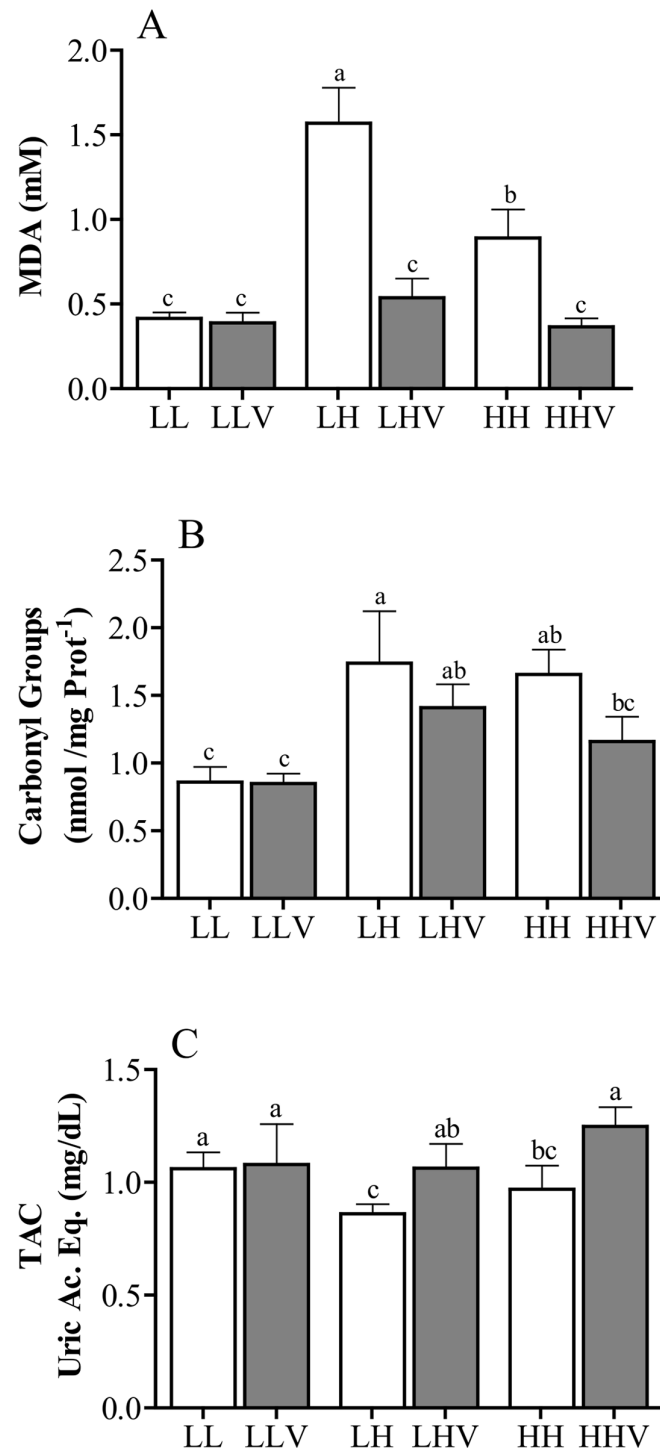 A
MDA (mM)
2.0
1.5
1.0
0.5
0.0
c
c
a
c
b
c
LL LLV LH LHV HH HHV
B
Carbonyl Groups
(nmol /mg Prot⁻¹)
2.5
2.0
1.5
1.0
0.5
0.0
c
c
a
ab
ab
bc
LL LLV LH LHV HH HHV
C
TAC
Uric Ac. Eq. (mg/dL)
1.5
1.0
0.5
0.0
a
a
c
ab
bc
a
LL LLV LH LHV HH HHV